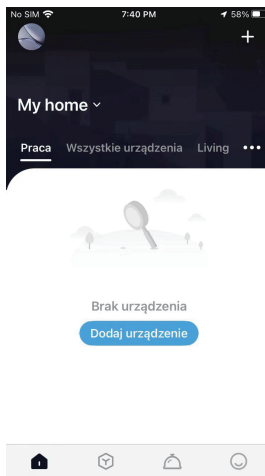 No SIM 7:40 PM 58%
My home
Praca Wszystkie urządzenia Living
Brak urządzenia
Dodaj urządzenie